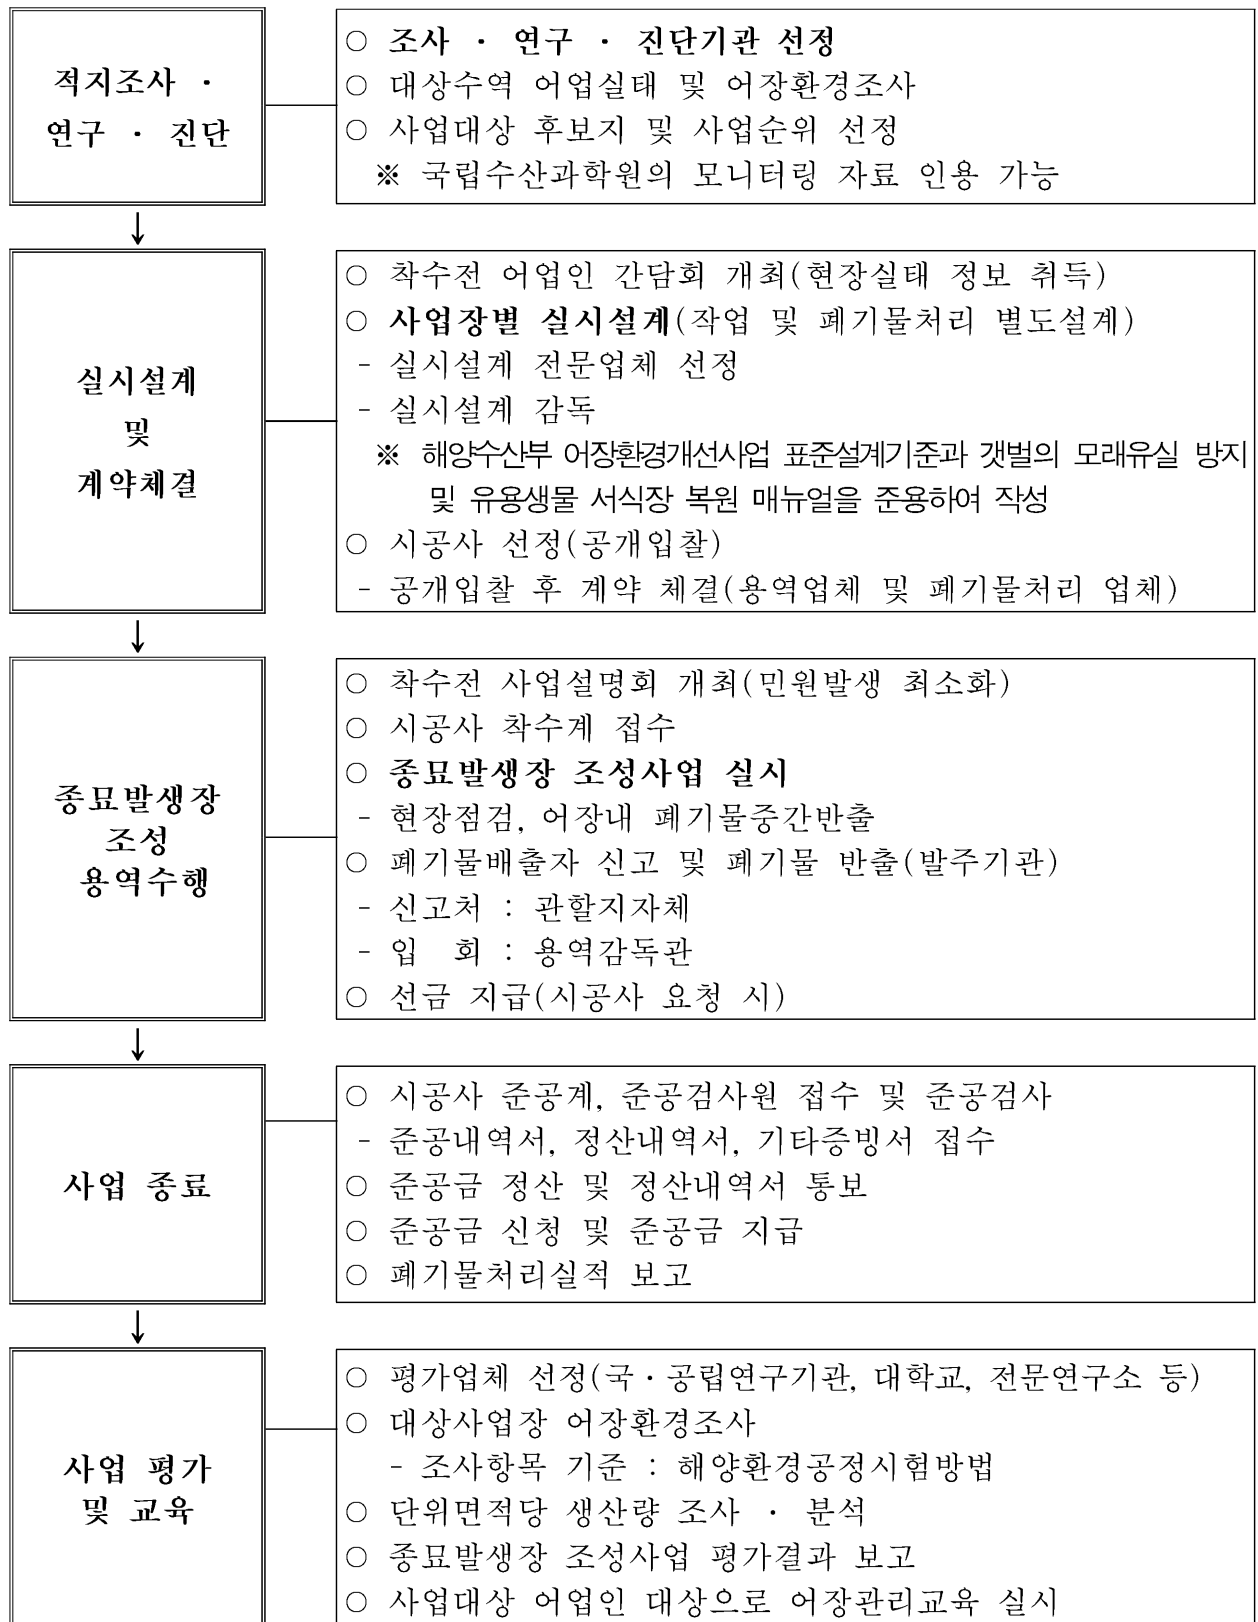 적지조사 ·
연구 · 진단
○ 조사 · 연구 · 진단기관 선정
○ 대상수역 어업실태 및 어장환경조사
○ 사업대상 후보지 및 사업순위 선정
※ 국립수산과학원의 모니터링 자료 인용 가능
↓
실시설계
및
계약체결
○ 착수전 어업인 간담회 개최(현장실태 정보 취득)
○ 사업장별 실시설계(작업 및 폐기물처리 별도설계)
- 실시설계 전문업체 선정
- 실시설계 감독
※ 해양수산부 어장환경개선사업 표준설계기준과 갯벌의 모래유실 방지
및 유용생물 서식장 복원 매뉴얼을 준용하여 작성
○ 시공사 선정(공개입찰)
- 공개입찰 후 계약 체결(용역업체 및 폐기물처리 업체)
↓
종묘발생장
조성
용역수행
○ 착수전 사업설명회 개최(민원발생 최소화)
○ 시공사 착수계 접수
○ 종묘발생장 조성사업 실시
- 현장점검, 어장내 폐기물중간반출
○ 폐기물배출자 신고 및 폐기물 반출(발주기관)
- 신고처 : 관할지자체
- 입 회 : 용역감독관
○ 선금 지급(시공사 요청 시)
↓
사업 종료
○ 시공사 준공계, 준공검사원 접수 및 준공검사
- 준공내역서, 정산내역서, 기타증빙서 접수
○ 준공금 정산 및 정산내역서 통보
○ 준공금 신청 및 준공금 지급
○ 폐기물처리실적 보고
↓
사업 평가
및 교육
○ 평가업체 선정(국·공립연구기관, 대학교, 전문연구소 등)
○ 대상사업장 어장환경조사
- 조사항목 기준 : 해양환경공정시험방법
○ 단위면적당 생산량 조사 · 분석
○ 종묘발생장 조성사업 평가결과 보고
○ 사업대상 어업인 대상으로 어장관리교육 실시